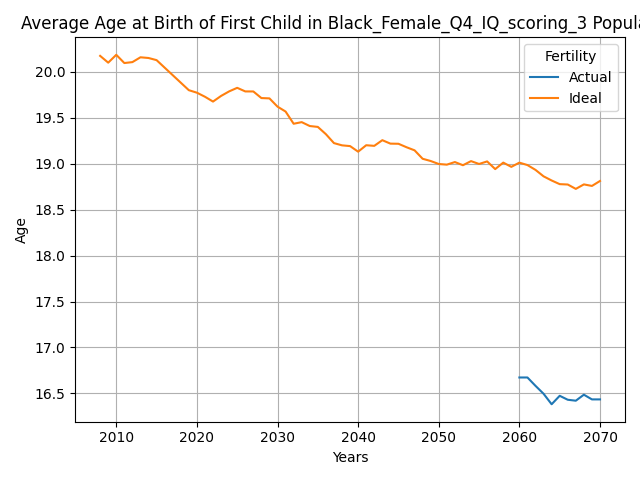 Average Age at Birth of First Child in Black_Female_Q4_IQ_scoring_3 Popula
Fertility
Actual
Ideal
20.0
19.5
19.0
18.5
18.0
17.5
17.0
16.5
Age
2010 2020 2030 2040 2050 2060 2070
Years